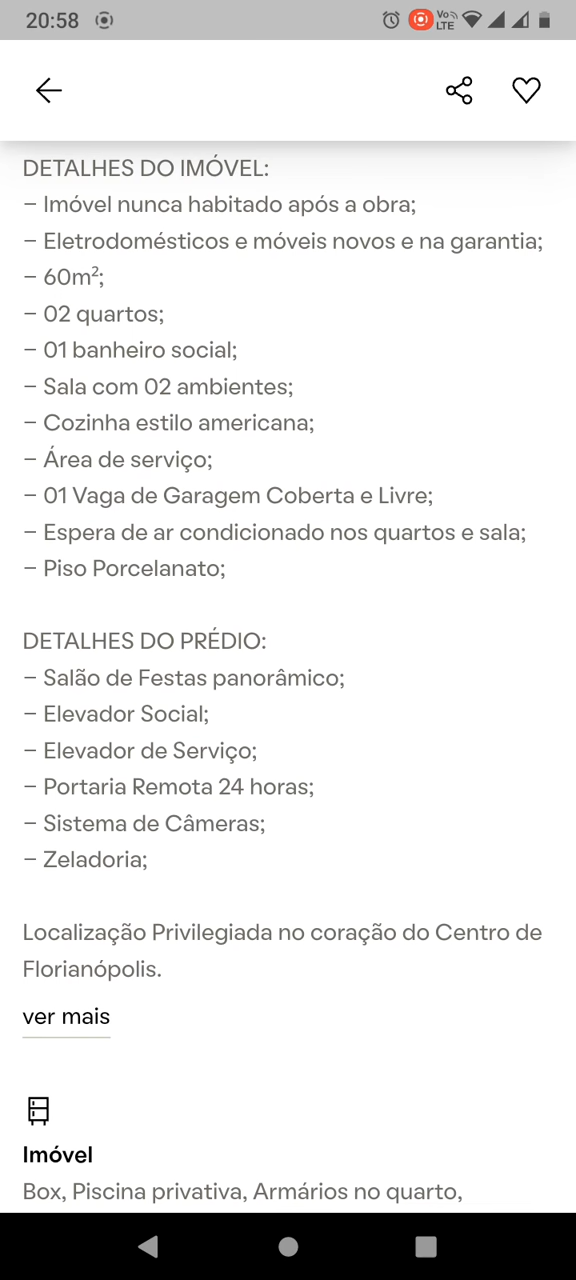 20:58
Vo
LTE
DETALHES DO IMÓVEL:
– Imóvel nunca habitado após a obra;
– Eletrodomésticos e móveis novos e na garantia;
– 60m²;
– 02 quartos;
– 01 banheiro social;
– Sala com 02 ambientes;
– Cozinha estilo americana;
– Área de serviço;
– 01 Vaga de Garagem Coberta e Livre;
– Espera de ar condicionado nos quartos e sala;
– Piso Porcelanato;
DETALHES DO PRÉDIO:
– Salão de Festas panorâmico;
– Elevador Social;
– Elevador de Serviço;
– Portaria Remota 24 horas;
– Sistema de Câmeras;
– Zeladoria;
Localização Privilegiada no coração do Centro de
Florianópolis.
ver mais
Imóvel
Box, Piscina privativa, Armários no quarto,